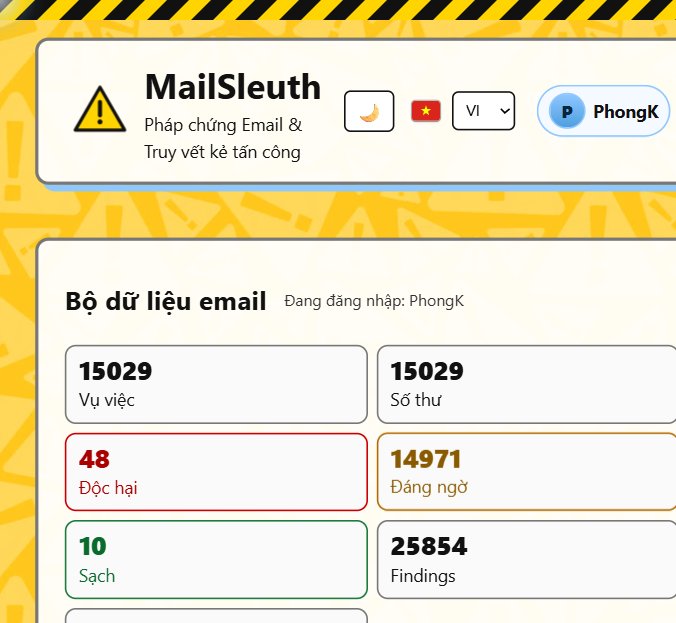 MailSleuth
Pháp chứng Email &
Truy vết kẻ tấn công
VI
P
PhongK
Bộ dữ liệu email
Đang đăng nhập: PhongK
15029
Vụ việc
15029
Số thư
48
Độc hại
14971
Đáng ngờ
10
Sạch
25854
Findings